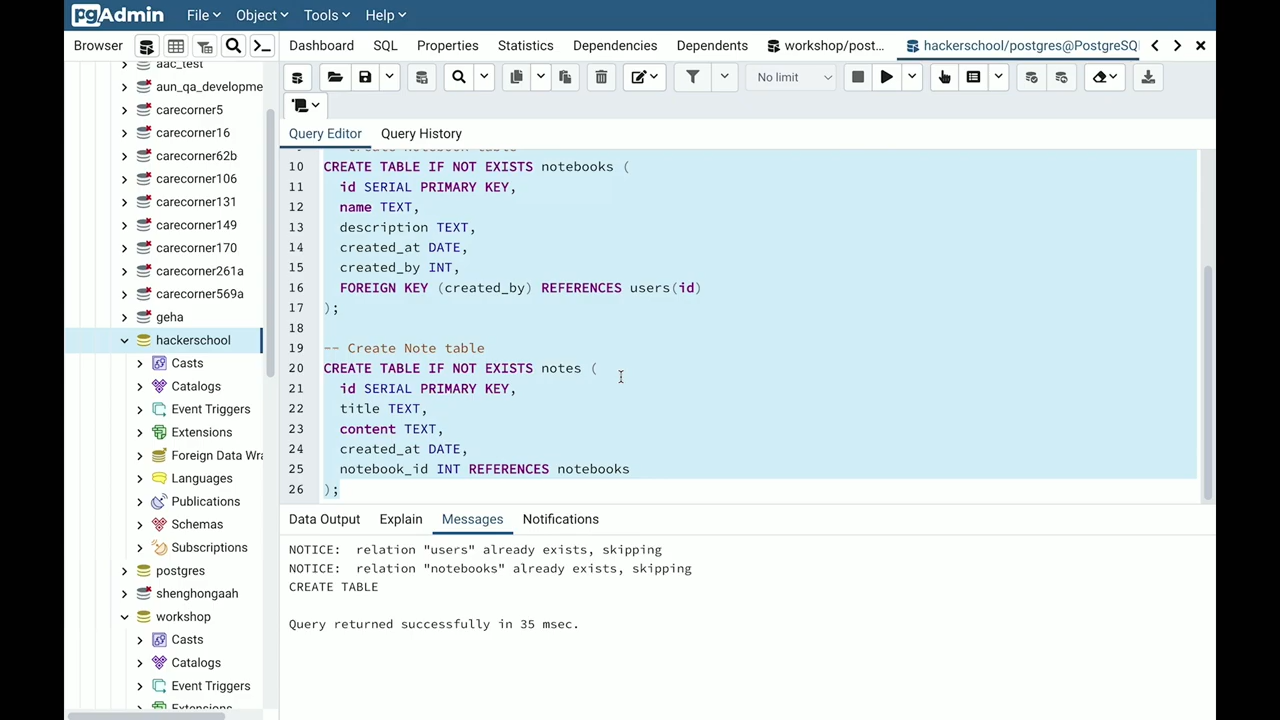 pgAdmin File Object Tools Help
Browser
Dashboard SQL Properties Statistics Dependencies Dependents workshop/post... hackerschool/postgres@PostgreSQ
No limit
Query Editor Query History
aac_test
aun_qa_developme
carecorner5
carecorner16
carecorner62b
carecorner106
carecorner131
carecorner149
carecorner170
carecorner261a
carecorner569a
geha
hackerschool
Casts
Catalogs
Event Triggers
Extensions
Foreign Data Wra
Languages
Publications
Schemas
Subscriptions
postgres
shenghongaah
workshop
Casts
Catalogs
Event Triggers
Extensions
10 CREATE TABLE IF NOT EXISTS notebooks (
11 id SERIAL PRIMARY KEY,
12 name TEXT,
13 description TEXT,
14 created_at DATE,
15 created_by INT,
16 FOREIGN KEY (created_by) REFERENCES users(id)
17 );
18
19 -- Create Note table
20 CREATE TABLE IF NOT EXISTS notes (
21 id SERIAL PRIMARY KEY,
22 title TEXT,
23 content TEXT,
24 created_at DATE,
25 notebook_id INT REFERENCES notebooks
26 );
Data Output Explain Messages Notifications
NOTICE:  relation "users" already exists, skipping
NOTICE:  relation "notebooks" already exists, skipping
CREATE TABLE
Query returned successfully in 35 msec.